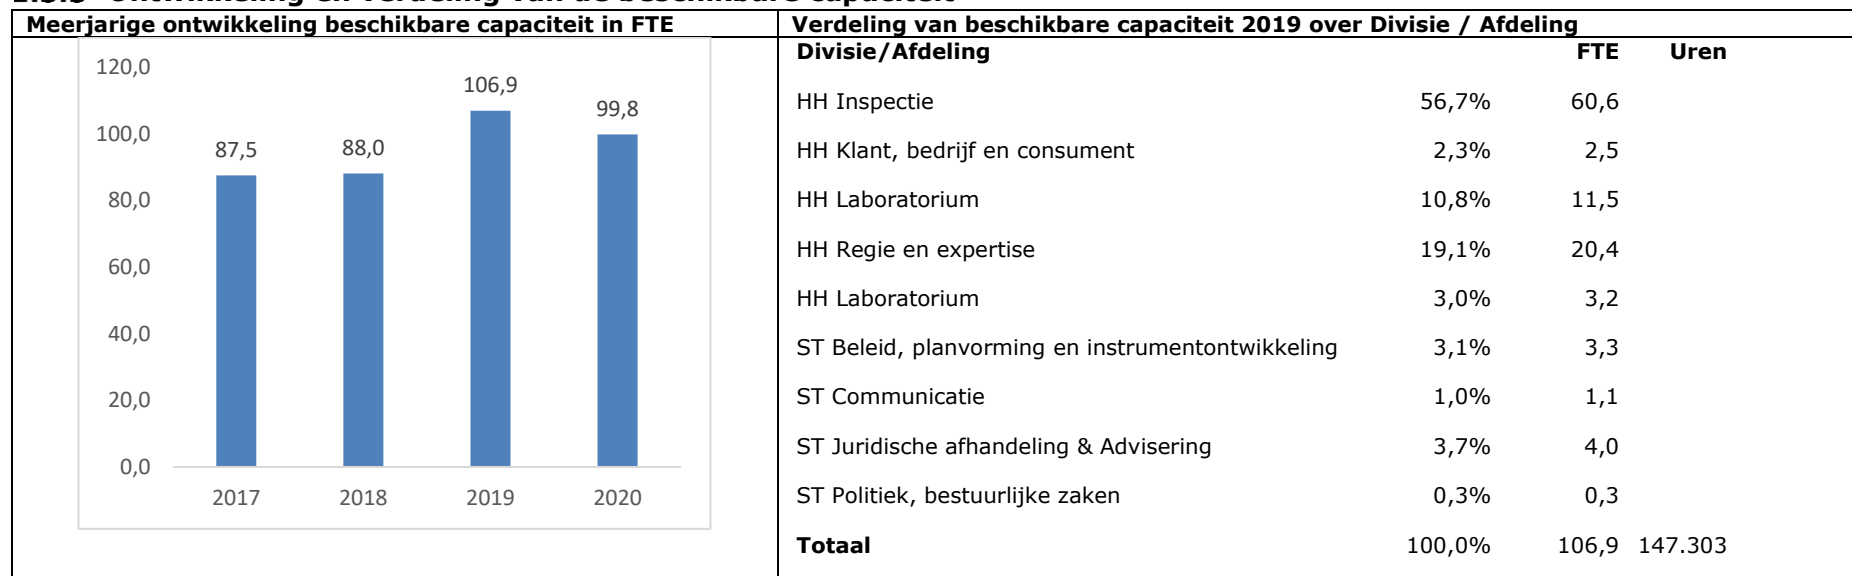 Meerjarige ontwikkeling beschikbare capaciteit in FTE
120,0
100,0
80,0
60,0
40,0
20,0
0,0
87,5
88,0
106,9
99,8
2017 2018 2019 2020
Verdeling van beschikbare capaciteit 2019 over Divisie / Afdeling
Divisie/Afdeling FTE Uren
HH Inspectie 56,7% 60,6
HH Klant, bedrijf en consument 2,3% 2,5
HH Laboratorium 10,8% 11,5
HH Regie en expertise 19,1% 20,4
HH Laboratorium 3,0% 3,2
ST Beleid, planvorming en instrumentontwikkeling 3,1% 3,3
ST Communicatie 1,0% 1,1
ST Juridische afhandeling & Advisering 3,7% 4,0
ST Politiek, bestuurlijke zaken 0,3% 0,3
Totaal 100,0% 106,9 147.303